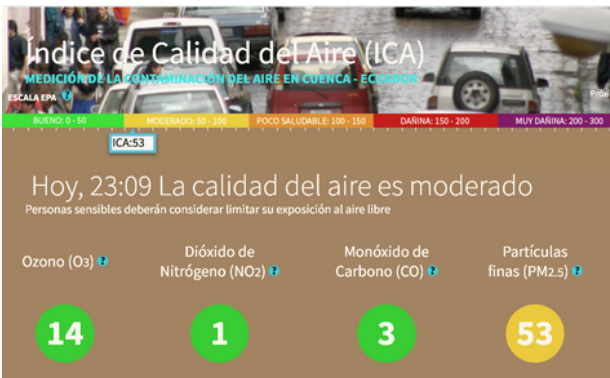 Índice de Calidad del Aire (ICA)
MEDICIÓN DE LA CONTAMINACIÓN DEL AIRE EN CUENCA - ECUADOR
ESCALA EPA ?
BUENO: 0 - 50 MODERADO: 50 - 100 POCO SALUDABLE: 100 - 150 DAÑINA: 150 - 200 MUY DAÑINA: 200 - 300
ICA:53
Hoy, 23:09 La calidad del aire es moderado
Personas sensibles deberán considerar limitar su exposición al aire libre
Ozono (O3) ?
Dióxido de
Nitrógeno (NO2) ?
Monóxido de
Carbono (CO) ?
Partículas
finas (PM2.5) ?
14 1 3 53